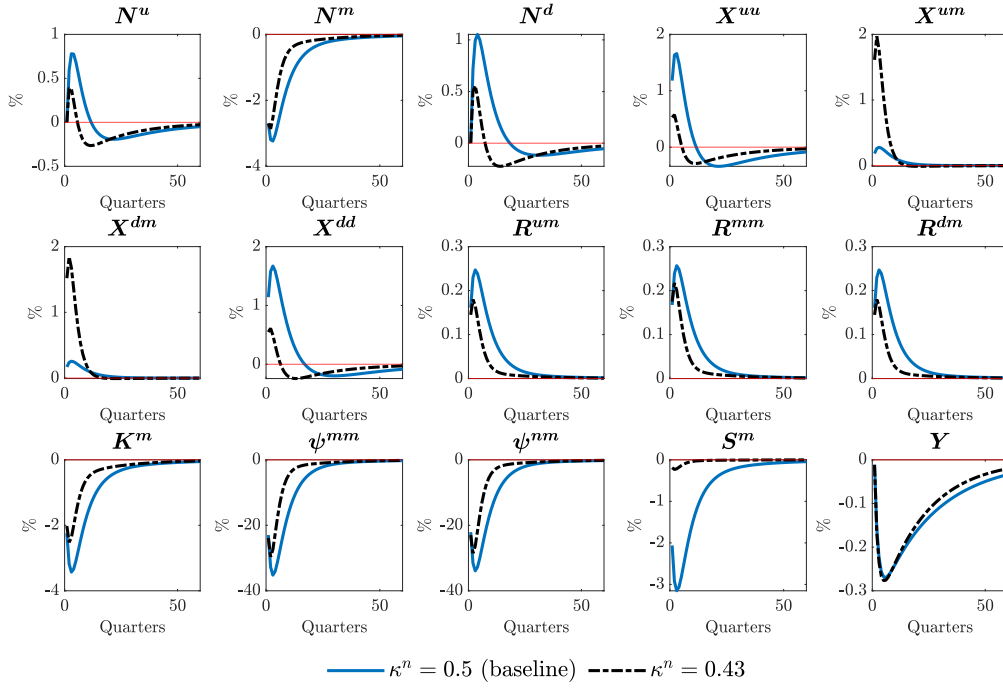 N^u N^m N^d X^{uu} X^{um}
1 0.5 0 -0.5 % 0 50 Quarters
0 -2 -4 % 0 50 Quarters
1 0.5 0 % 0 50 Quarters
2 1.5 1 0.5 0 % 0 50 Quarters
2 1 0 % 0 50 Quarters
X^{dm} X^{dd} R^{um} R^{mm} R^{dm}
2 1 0 % 0 50 Quarters
2 1 0 % 0 50 Quarters
0.3 0.2 0.1 0 % 0 50 Quarters
0.3 0.2 0.1 0 % 0 50 Quarters
0.3 0.2 0.1 0 % 0 50 Quarters
K^m ψ^{mm} ψ^{nm} S^m Y
0 -2 -4 % 0 50 Quarters
0 -20 -40 % 0 50 Quarters
0 -20 -40 % 0 50 Quarters
0 -1 -2 -3 % 0 50 Quarters
0 -0.1 -0.2 -0.3 % 0 50 Quarters
κ^n = 0.5 (baseline) κ^n = 0.43